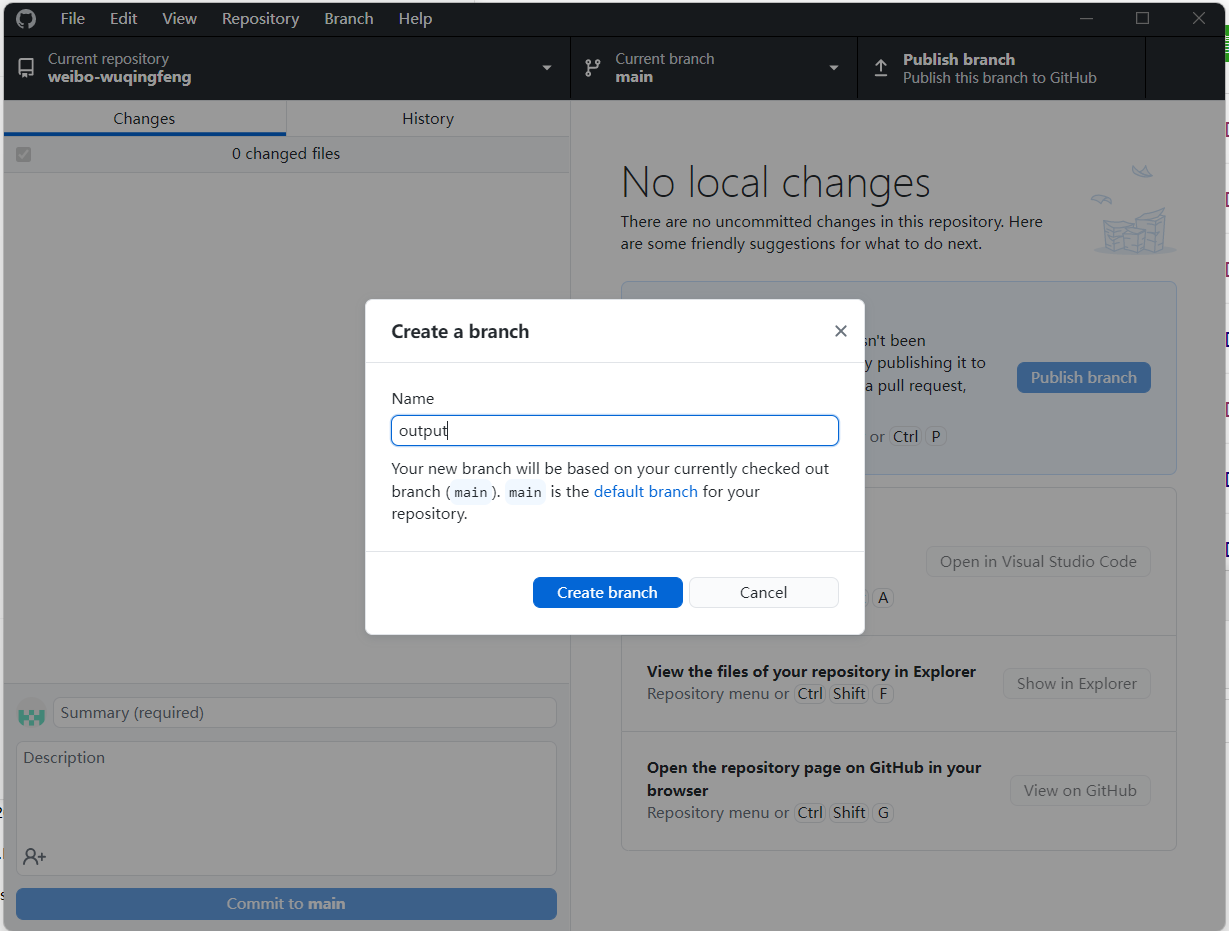 File Edit View Repository Branch Help
Current repository
weibo-wuqingfeng
Current branch
main
Publish branch
Publish this branch to GitHub
Changes History
0 changed files
No local changes
There are no uncommitted changes in this repository. Here
are some friendly suggestions for what to do next.
n't been
y publishing it to
a pull request,
Publish branch
or Ctrl P
Create a branch
Name
output
Your new branch will be based on your currently checked out
branch (main). main is the default branch for your
repository.
Create branch Cancel
Open in Visual Studio Code
A
View the files of your repository in Explorer
Repository menu or Ctrl Shift F
Show in Explorer
Open the repository page on GitHub in your
browser
Repository menu or Ctrl Shift G
View on GitHub
Summary (required)
Description
Commit to main